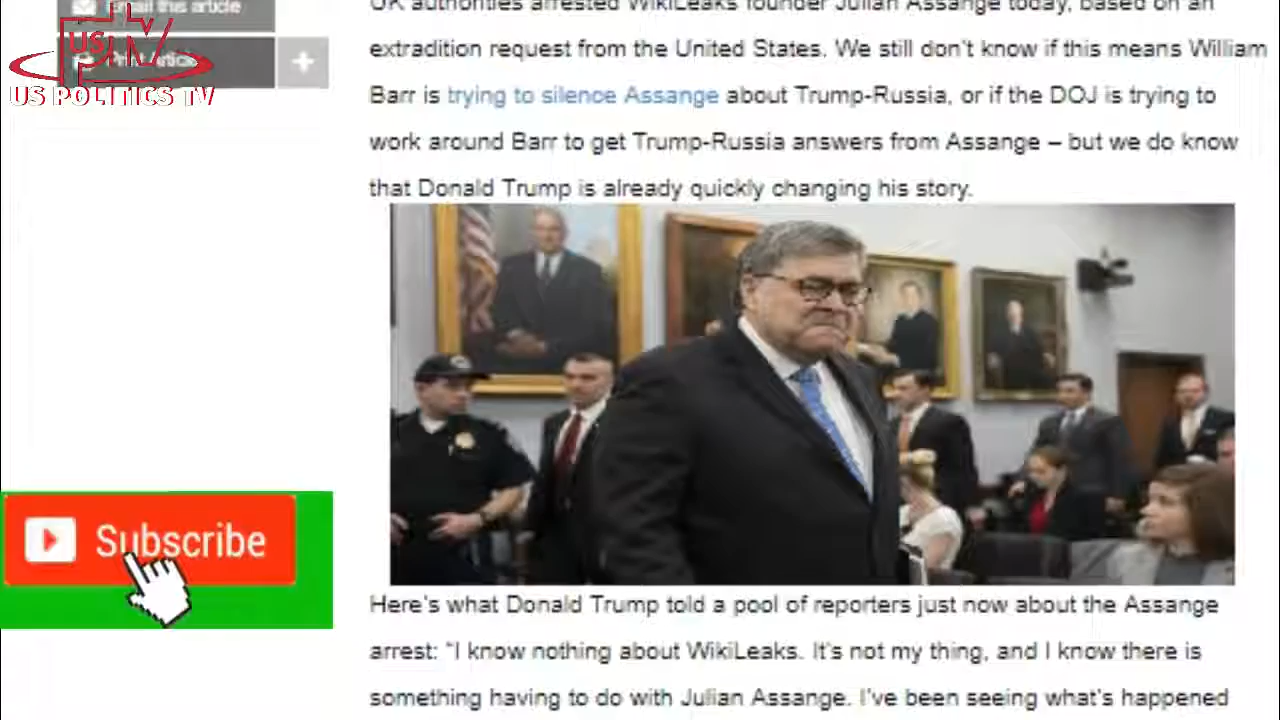 Email this article
UK authorities arrested WikiLeaks founder Julian Assange today, based on an
US TV
Print Article
+
US POLITICS TV
extradition request from the United States. We still don't know if this means William
Barr is trying to silence Assange about Trump-Russia, or if the DOJ is trying to
work around Barr to get Trump-Russia answers from Assange – but we do know
that Donald Trump is already quickly changing his story.
Subscribe
Here's what Donald Trump told a pool of reporters just now about the Assange
arrest: "I know nothing about WikiLeaks. It's not my thing, and I know there is
something having to do with Julian Assange. I've been seeing what's happened